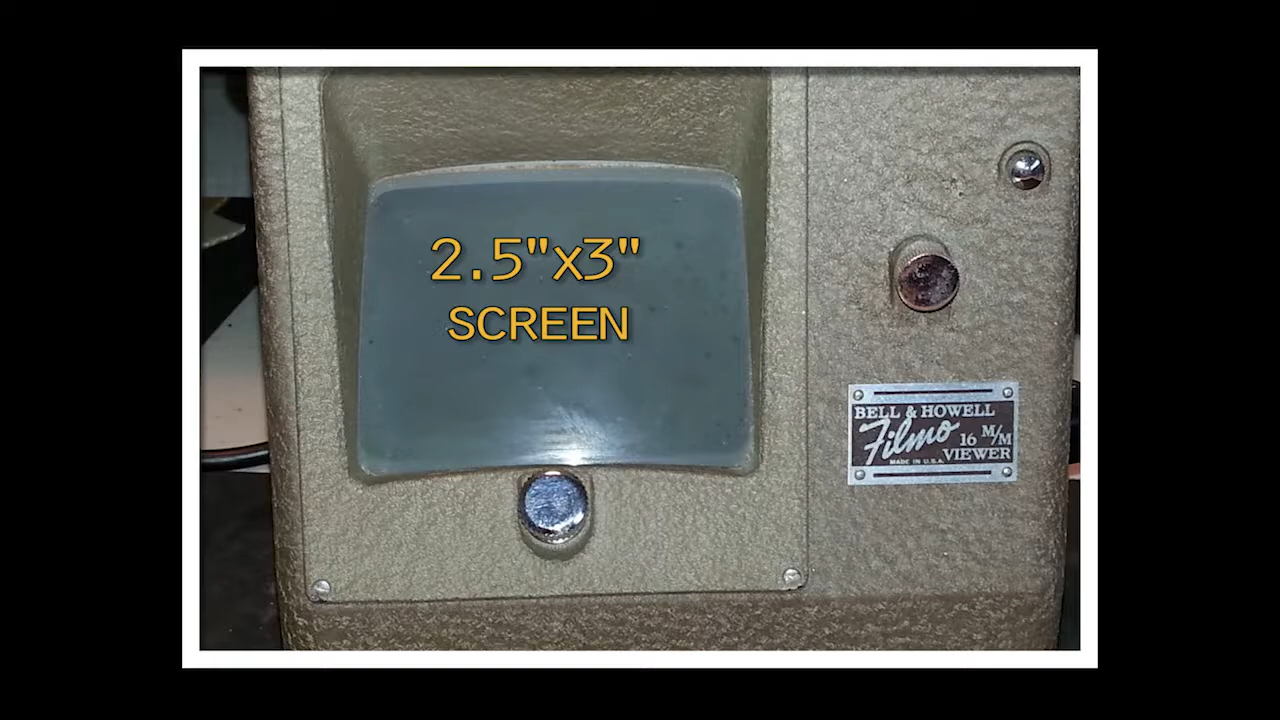 2.5"x3"
SCREEN
BELL & HOWELL
Filmo 16 M/M
MADE IN U.S.A. VIEWER